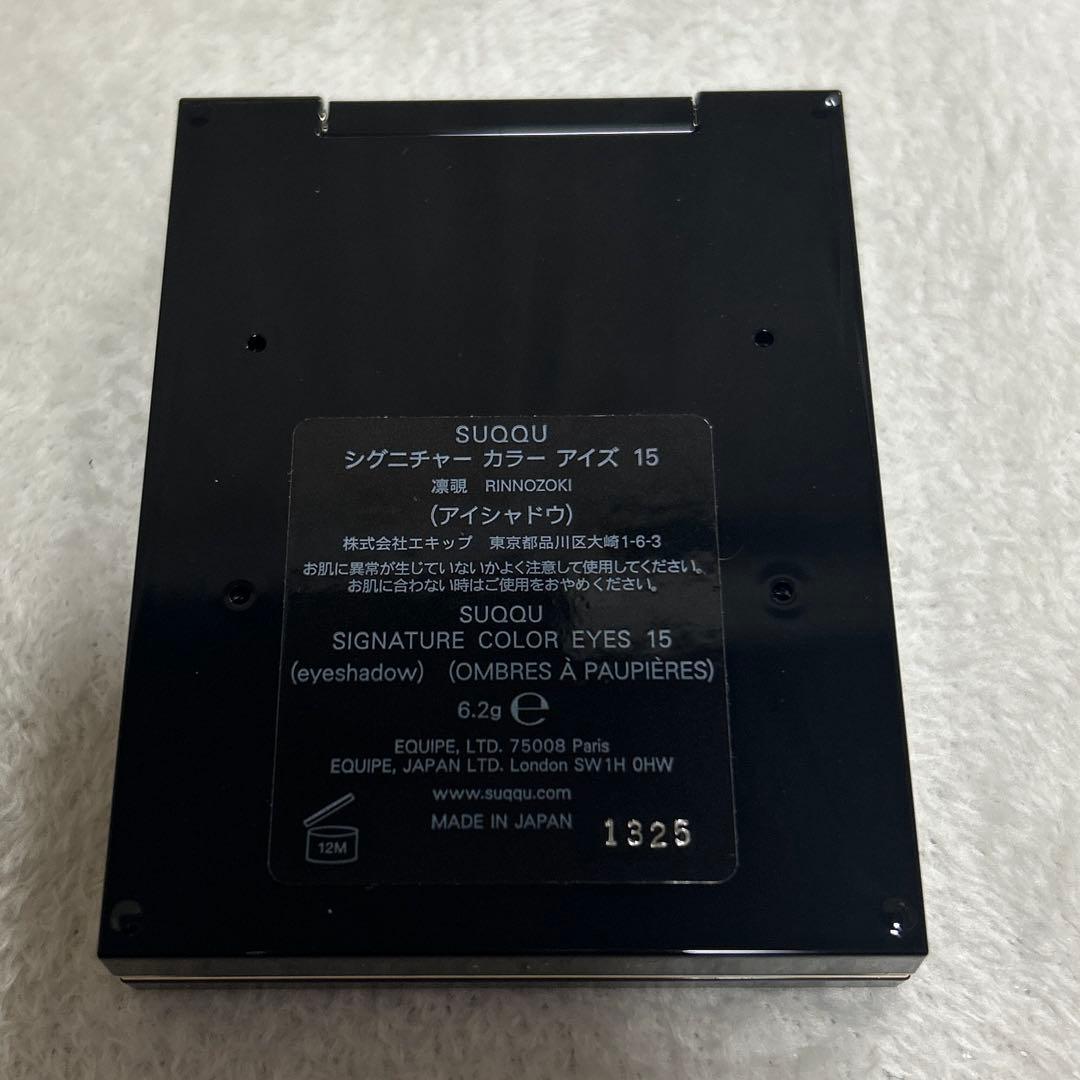 SUQQU
シグニチャー カラー アイズ 15
凛覗 RINNOZOKI
(アイシャドウ)
株式会社エキップ 東京都品川区大崎1-6-3
お肌に異常が生じていないかよく注意して使用してください。
お肌に合わない時はご使用をおやめください。
SUQQU
SIGNATURE COLOR EYES 15
(eyeshadow) (OMBRES À PAUPIÈRES)
6.2g ℮
EQUIPE, LTD. 75008 Paris
EQUIPE, JAPAN LTD. London SW1H 0HW
www.suqqu.com
MADE IN JAPAN
1325
12M